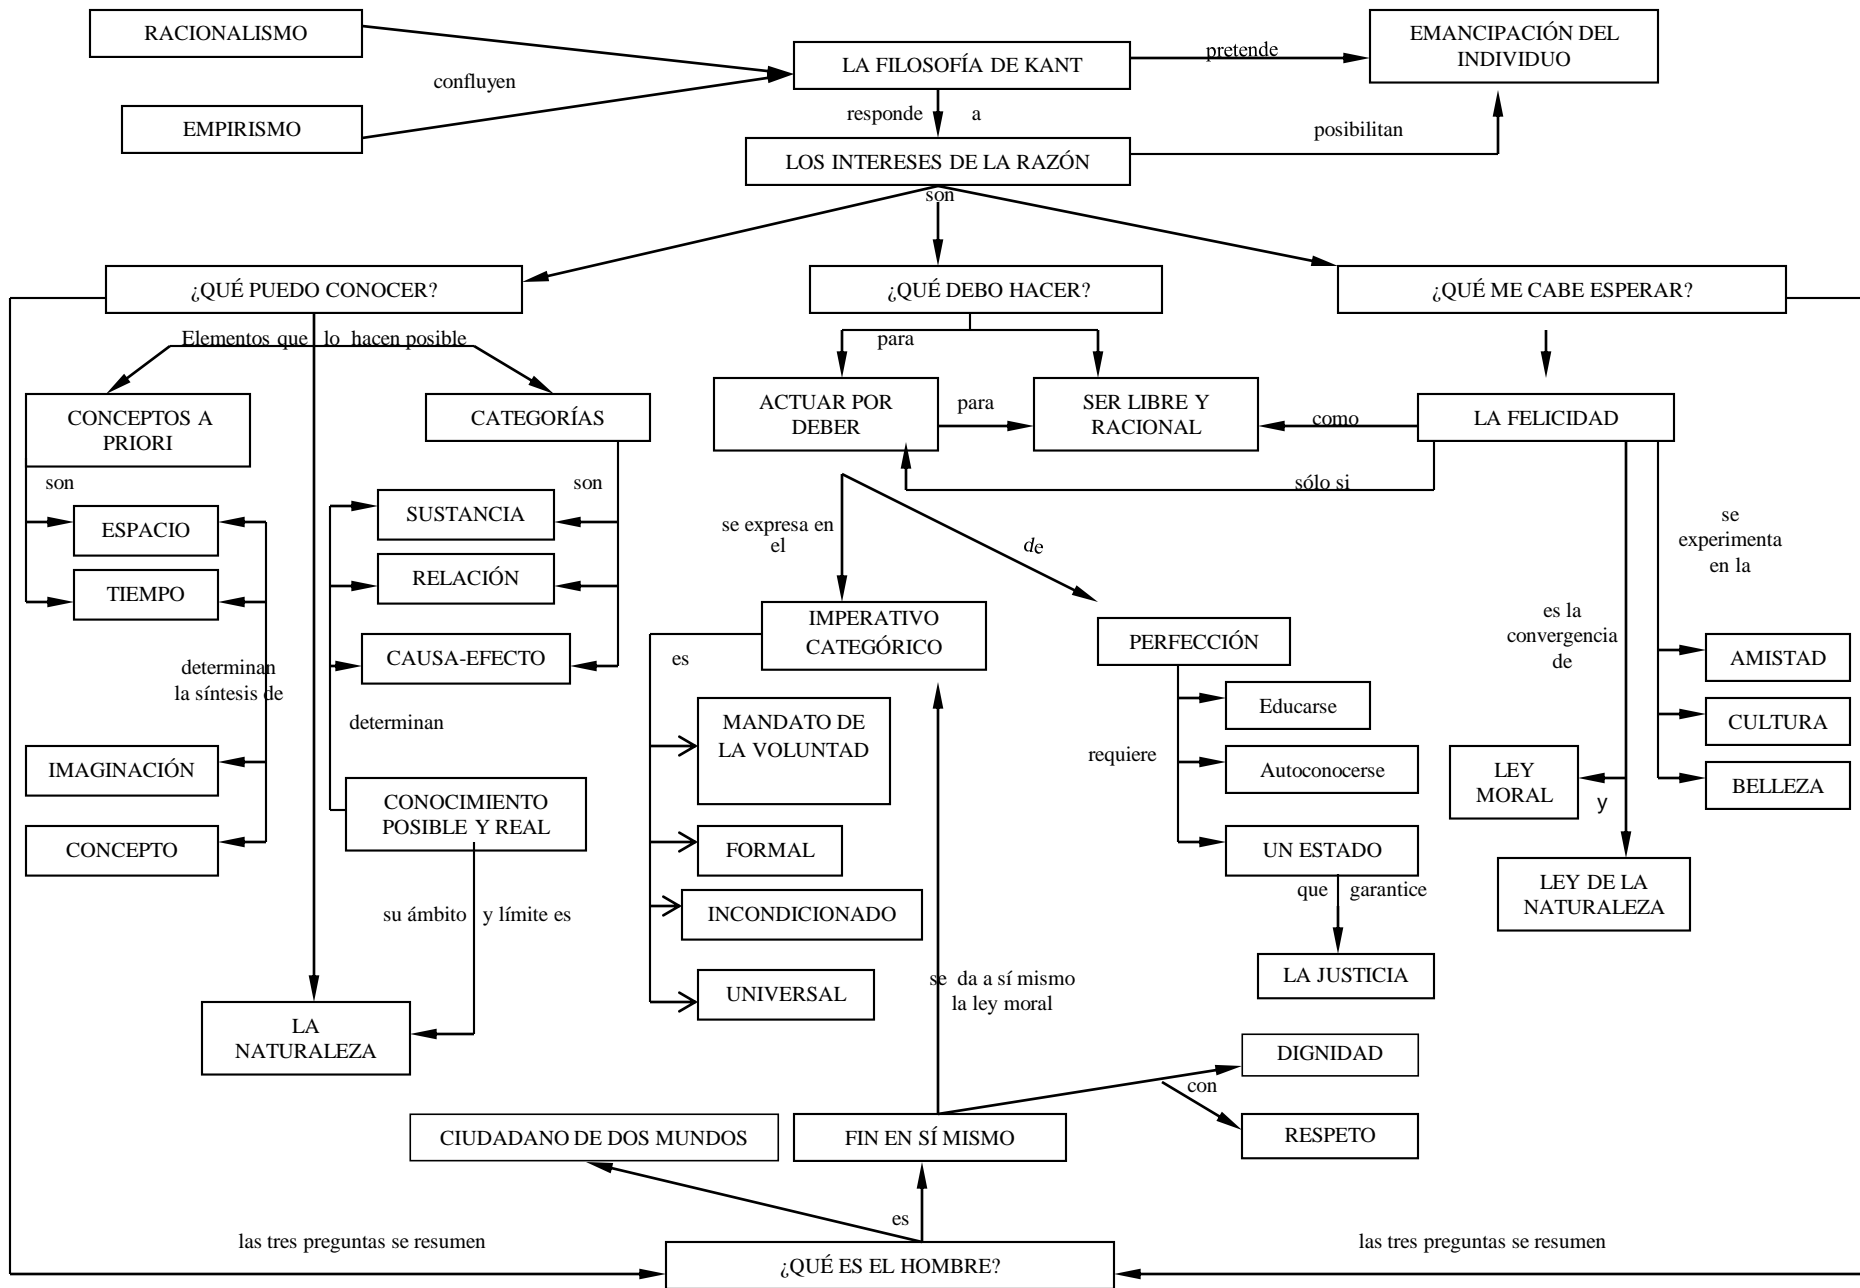 RACIONALISMO
confluyen
EMPIRISMO
LA FILOSOFÍA DE KANT
pretende
EMANCIPACIÓN DEL
INDIVIDUO
responde a
posibilitan
LOS INTERESES DE LA RAZÓN
son
¿QUÉ PUEDO CONOCER?
¿QUÉ DEBO HACER?
¿QUÉ ME CABE ESPERAR?
Elementos que lo hacen posible
CONCEPTOS A
PRIORI
CATEGORÍAS
son
ESPACIO
TIEMPO
determinan
la síntesis de
IMAGINACIÓN
CONCEPTO
son
SUSTANCIA
RELACIÓN
CAUSA-EFECTO
determinan
CONOCIMIENTO
POSIBLE Y REAL
su ámbito y límite es
LA
NATURALEZA
para
ACTUAR POR
DEBER
para
SER LIBRE Y
RACIONAL
como
LA FELICIDAD
sólo si
se expresa en
el
de
IMPERATIVO
CATEGÓRICO
es
MANDATO DE
LA VOLUNTAD
FORMAL
INCONDICIONADO
UNIVERSAL
PERFECCIÓN
requiere
Educarse
Autoconocerse
UN ESTADO
que garantice
LA JUSTICIA
se
experimenta
en la
es la
convergencia
de
AMISTAD
CULTURA
BELLEZA
LEY
MORAL
y
LEY DE LA
NATURALEZA
se da a sí mismo
la ley moral
DIGNIDAD
con
RESPETO
CIUDADANO DE DOS MUNDOS
FIN EN SÍ MISMO
es
las tres preguntas se resumen
¿QUÉ ES EL HOMBRE?
las tres preguntas se resumen